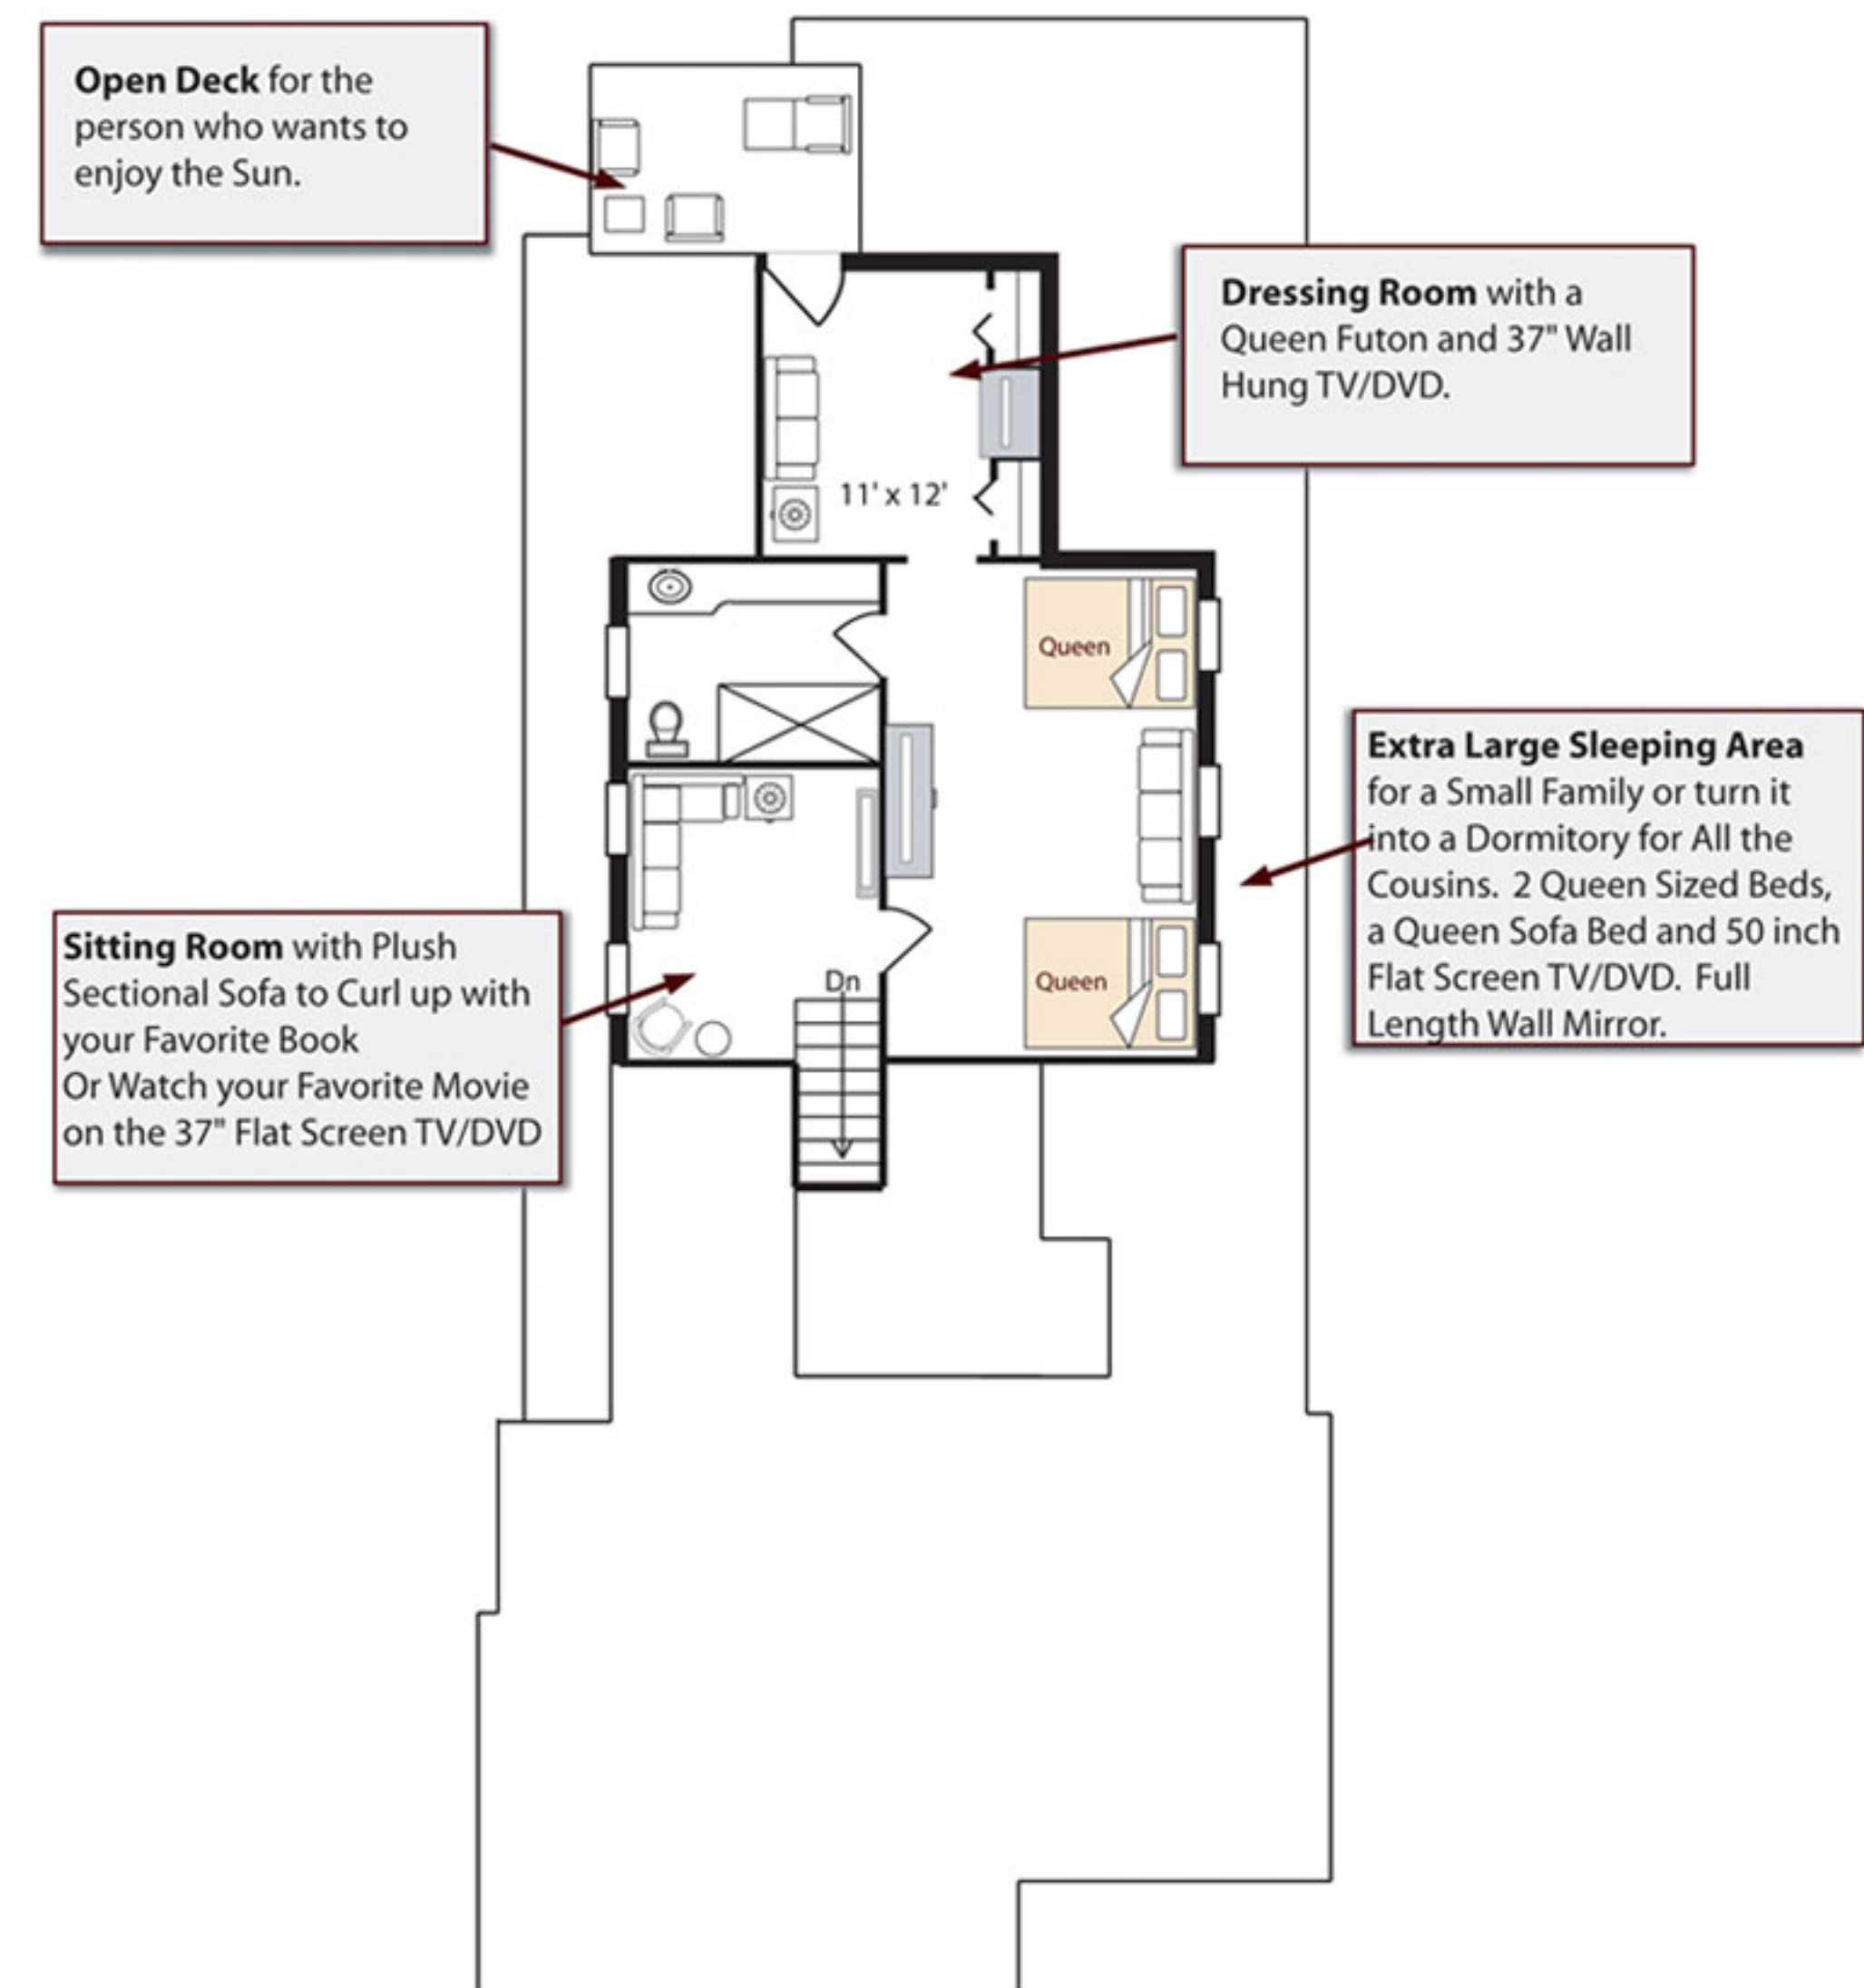 Open Deck for the
person who wants to
enjoy the Sun.
Dressing Room with a
Queen Futon and 37" Wall
Hung TV/DVD.
11' x 12'
Queen
Extra Large Sleeping Area
for a Small Family or turn it
into a Dormitory for All the
Cousins. 2 Queen Sized Beds,
a Queen Sofa Bed and 50 inch
Flat Screen TV/DVD. Full
Length Wall Mirror.
Sitting Room with Plush
Sectional Sofa to Curl up with
your Favorite Book
Or Watch your Favorite Movie
on the 37" Flat Screen TV/DVD
Dn
Queen